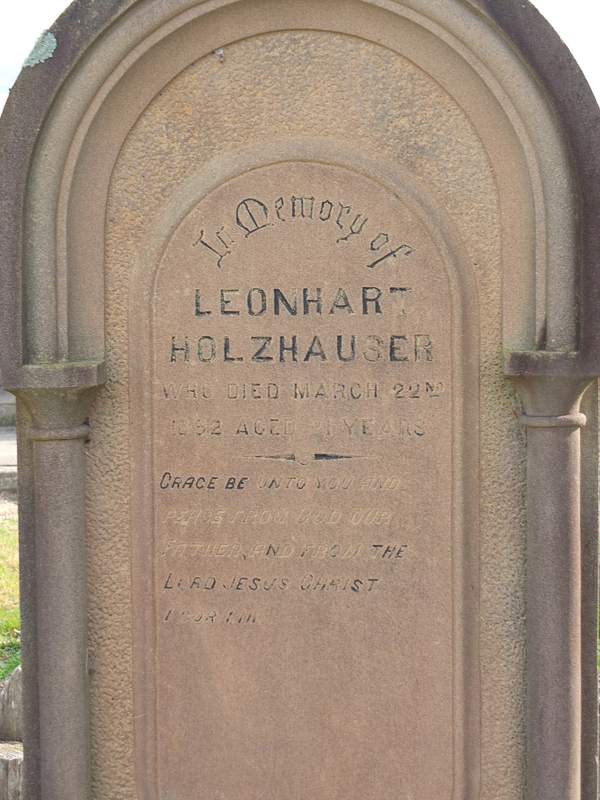 In Memory of
LEONHART
HOLZHAUSER
WHO DIED MARCH 22ND
AGED YEARS
GRACE BE UNTO YOU AND
PEACE FROM GOD OUR
FATHER, AND FROM THE
LORD JESUS CHRIST